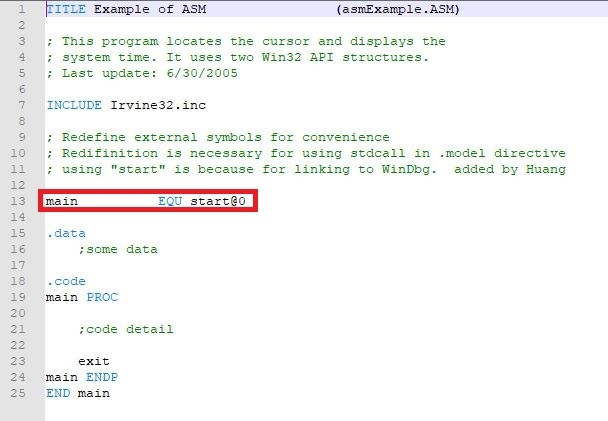 1 TITLE Example of ASM (asmExample.ASM)
2
3 ; This program locates the cursor and displays the
4 ; system time. It uses two Win32 API structures.
5 ; Last update: 6/30/2005
6
7 INCLUDE Irvine32.inc
8
9 ; Redefine external symbols for convenience
10 ; Redifinition is necessary for using stdcall in .model directive
11 ; using "start" is because for linking to WinDbg. added by Huang
12
13 main EQU start@0
14
15 .data
16 ;some data
17
18 .code
19 main PROC
20
21 ;code detail
22
23 exit
24 main ENDP
25 END main